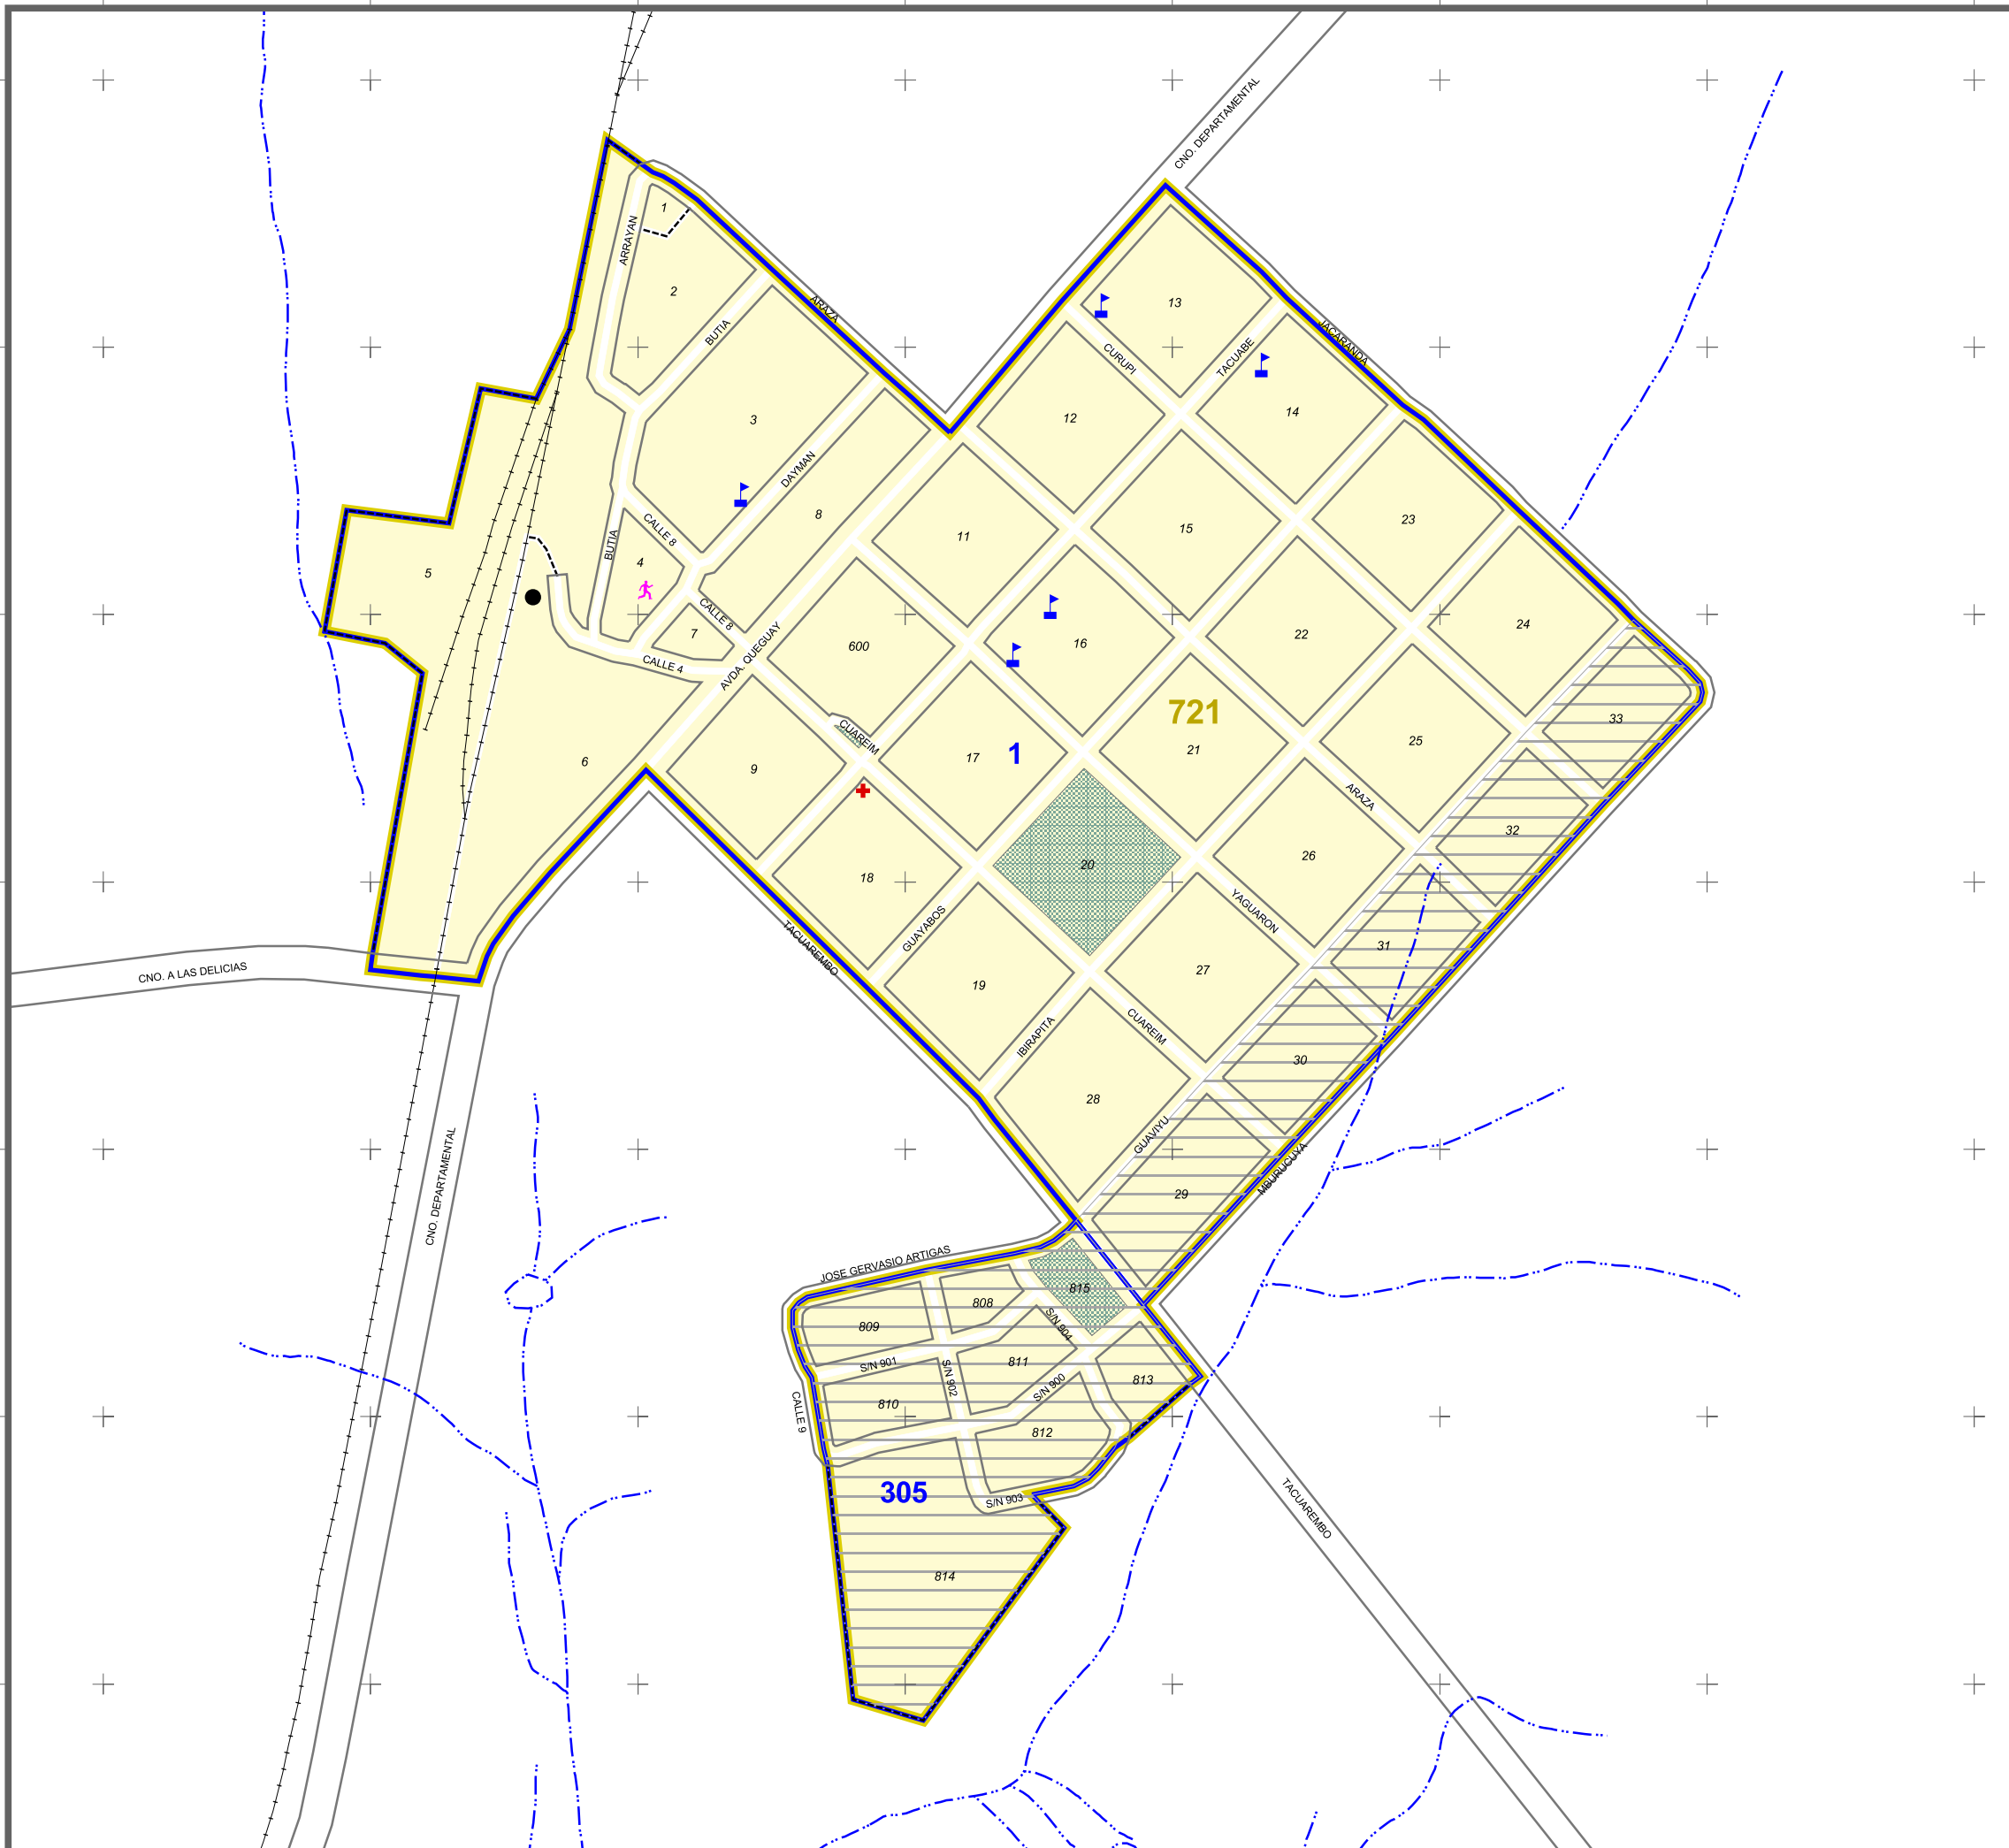 CNO. DEPARTAMENTAL
1
ARRAYAN
2
BUTIA
ARAZA
13
CURUPI
TACUABE
JACARANDA
12
14
3
DAYMAN
8
CALLE 8
BUTIA
4
5
11
15
23
CALLE 8
7
CALLE 4
AVDA. QUEGUAY
600
16
22
24
721
33
CUAREIM
17
1
21
25
6
9
ARAZA
32
20
26
18
GUAYABOS
YAGUARON
TACUAREMBO
31
CNO. A LAS DELICIAS
19
27
IBIRAPITA
CUAREIM
30
28
GUAVIYU
MBURUCUYA
CNO. DEPARTAMENTAL
29
JOSE GERVASIO ARTIGAS
815
808
809
S/N 904
S/N 901
811
S/N 902
S/N 900
813
CALLE 9
810
812
305
S/N 903
TACUAREMBO
814